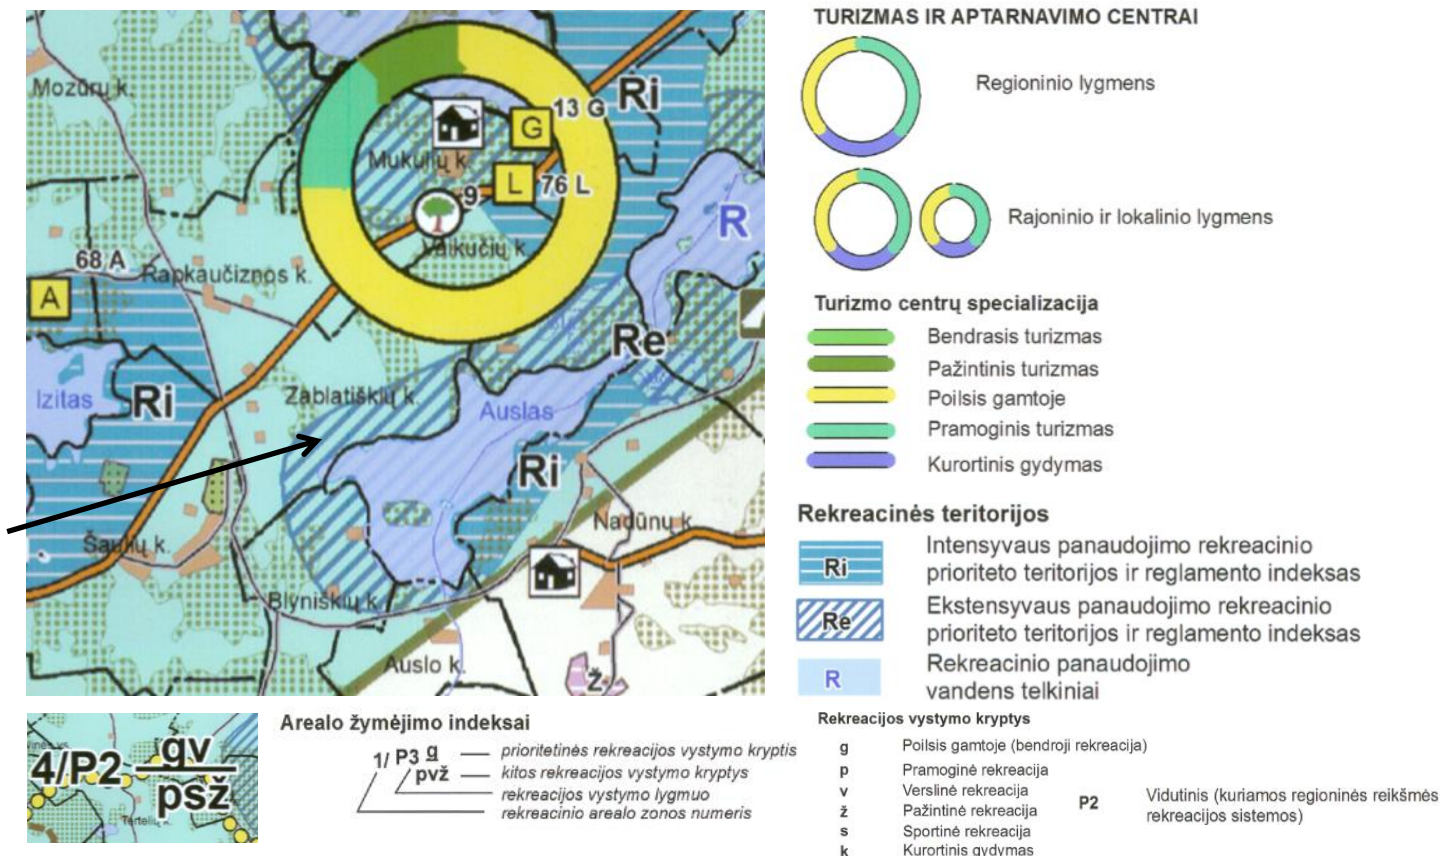 TURIZMAS IR APTARNAVIMO CENTRAI
Regioninio lygmens
Rajoninio ir lokalinio lygmens
Turizmo centrų specializacija
Bendrasis turizmas
Pažintinis turizmas
Poilsis gamtoje
Pramoginis turizmas
Kurortinis gydymas
Rekreacinės teritorijos
Ri
Intensyvaus panaudojimo rekreacinio
prioriteto teritorijos ir reglamento indeksas
Re
Ekstensyvaus panaudojimo rekreacinio
prioriteto teritorijos ir reglamento indeksas
R
Rekreacinio panaudojimo
vandens telkiniai
Mozūrų k.
Ri
13 G
G
Mukulių k.
L
76 L
9
Vaikučių k.
R
68 A
Rapkaučiznos k.
A
Re
Izitas
Ri
Zablatiškių k.
Auslas
Ri
Nadūnų k.
Šaulių k.
Blyniškių k.
Auslo k.
Ž
4/P2 gv
psž
Arealo žymėjimo indeksai
1/ P3 g
pvž
prioritetinės rekreacijos vystymo kryptis
kitos rekreacijos vystymo kryptys
rekreacijos vystymo lygmuo
rekreacinio arealo zonos numeris
Rekreacijos vystymo kryptys
g Poilsis gamtoje (bendroji rekreacija)
p Pramoginė rekreacija
v Verslinė rekreacija
ž Pažintinė rekreacija
s Sportinė rekreacija
k Kurortinis gydymas
P2 Vidutinis (kuriamos regioninės reikšmės
rekreacijos sistemos)